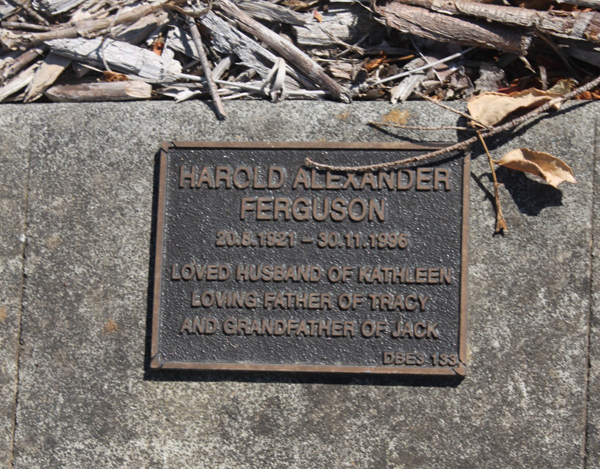 HAROLD ALEXANDER
FERGUSON
20.5.1921 – 30.11.1996
LOVED HUSBAND OF KATHLEEN
LOVING FATHER OF TRACY
AND GRANDFATHER OF JACK
DBES 133